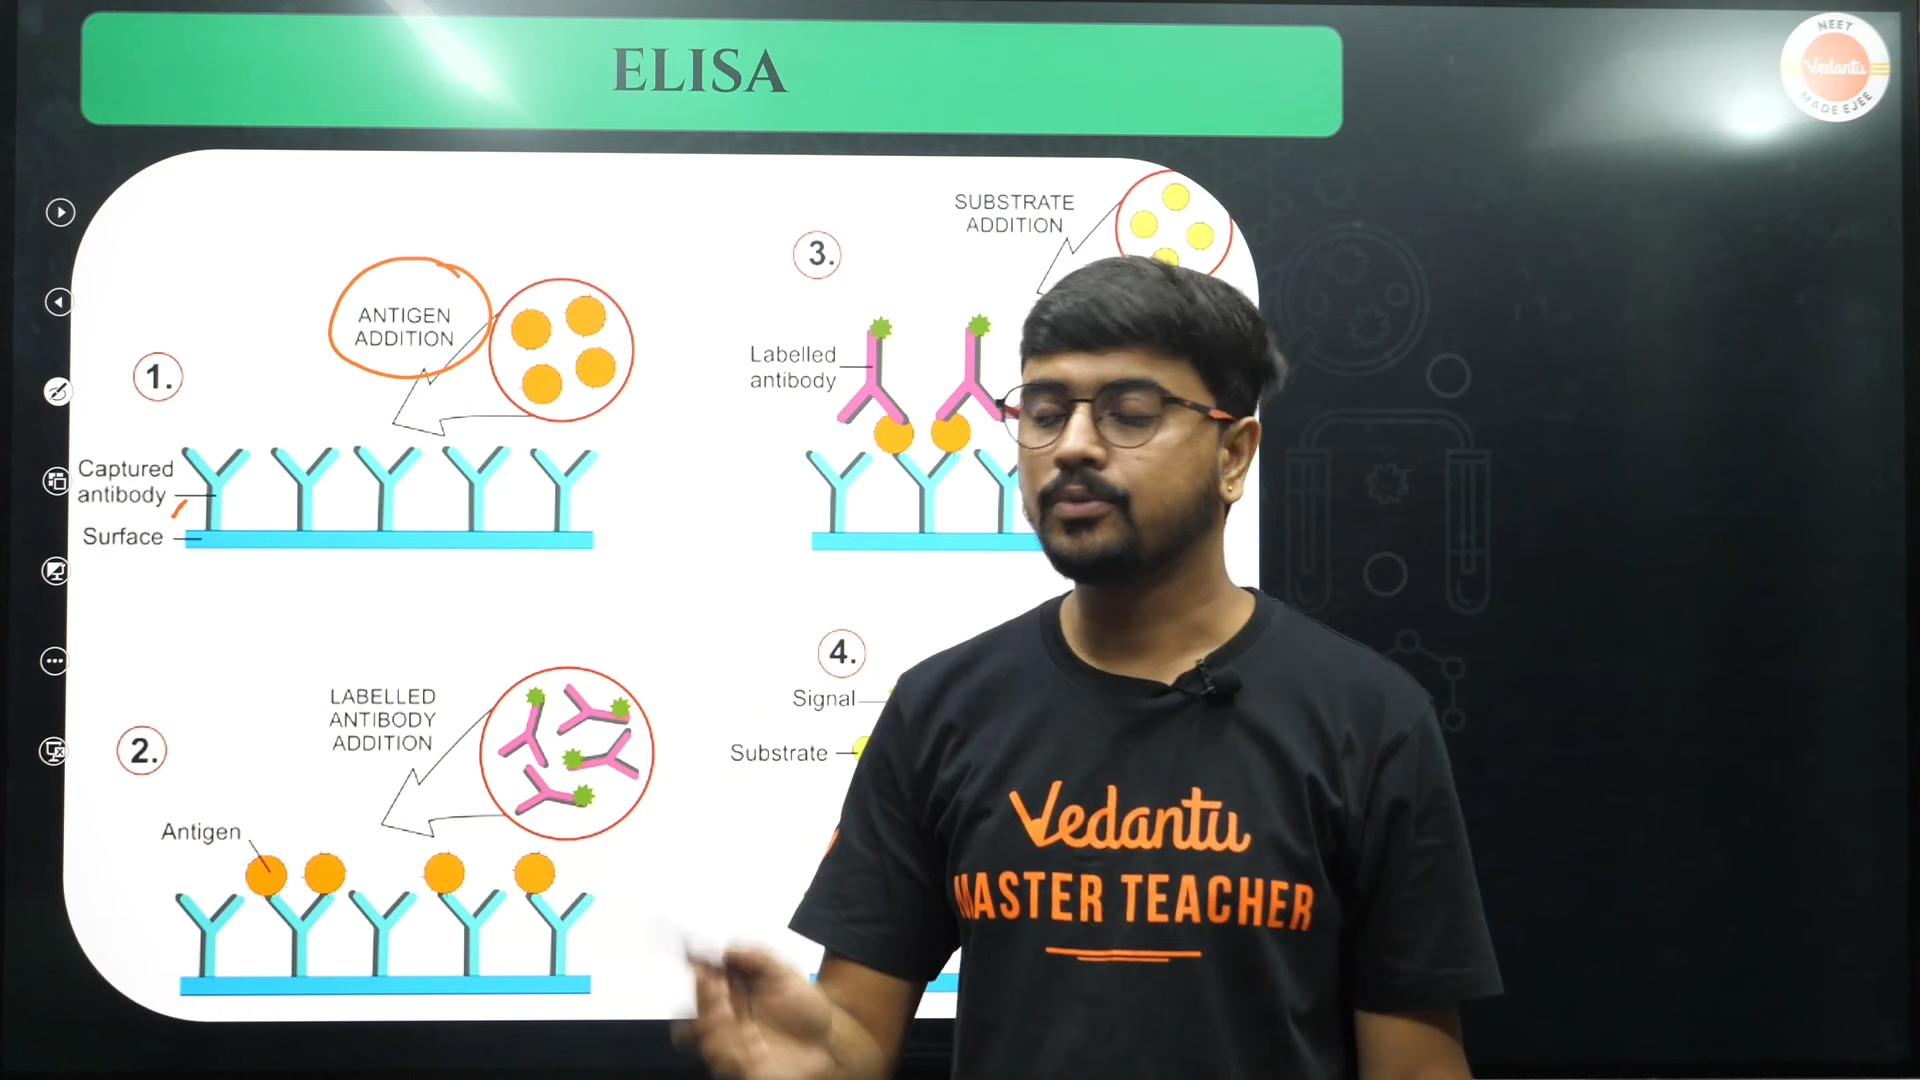 ELISA
NEET
Vedantu
MADE EJEE
SUBSTRATE
ADDITION
3.
ANTIGEN
ADDITION
1.
Labelled
antibody
Captured
antibody
Surface
4.
Signal
LABELLED
ANTIBODY
ADDITION
2.
Substrate
Antigen
Vedantu
MASTER TEACHER